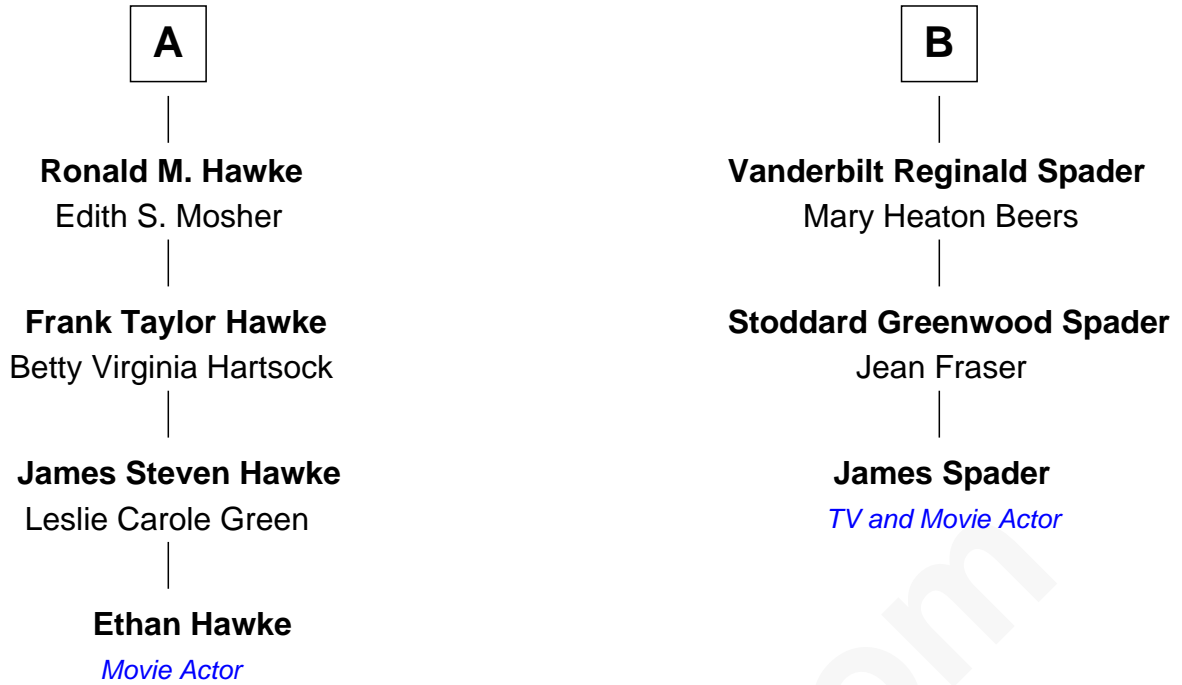 A
Ronald M. Hawke
Edith S. Mosher
Frank Taylor Hawke
Betty Virginia Hartsock
James Steven Hawke
Leslie Carole Green
Ethan Hawke
Movie Actor
B
Vanderbilt Reginald Spader
Mary Heaton Beers
Stoddard Greenwood Spader
Jean Fraser
James Spader
TV and Movie Actor
om